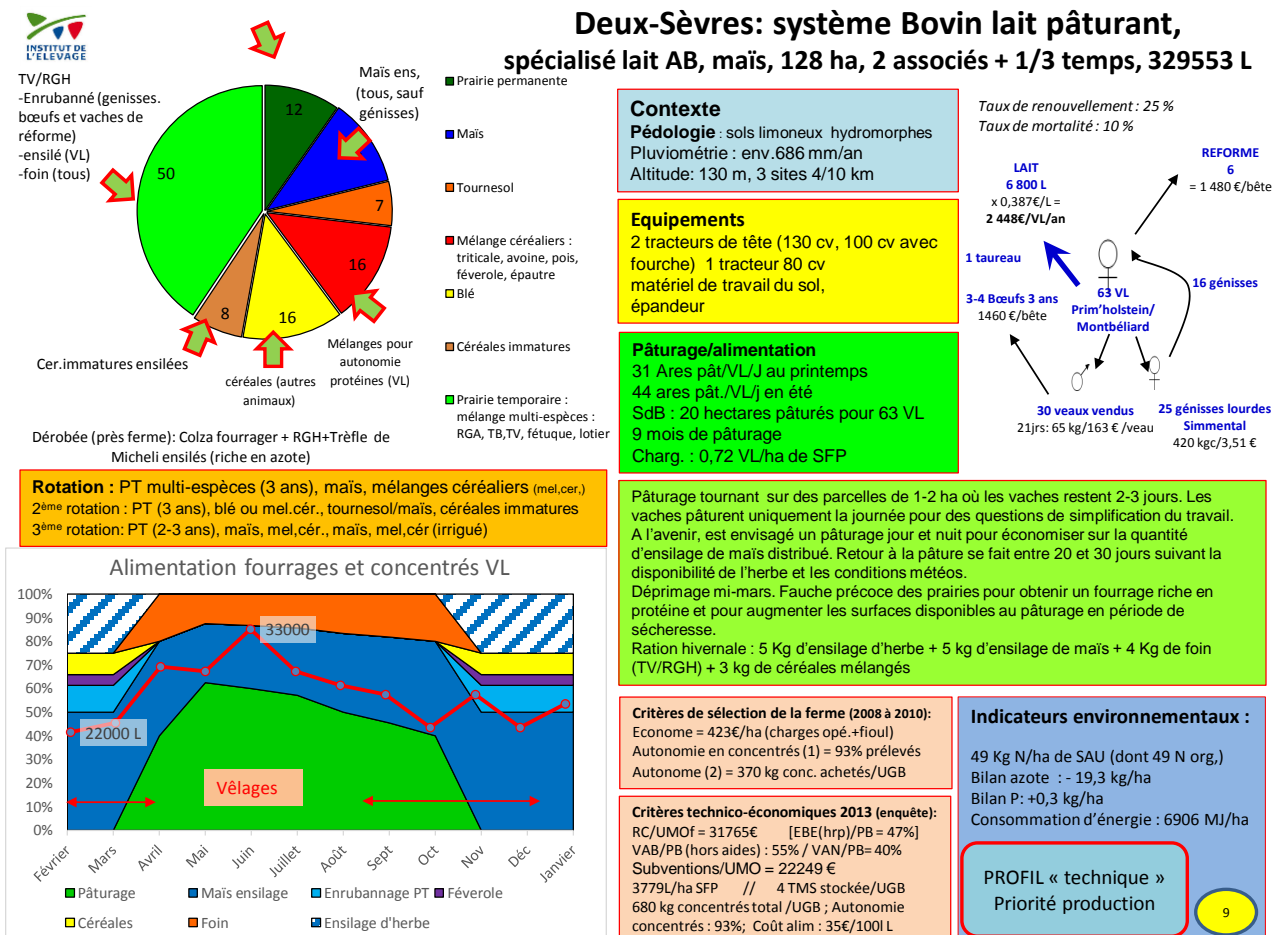 INSTITUT DE
L'ELEVAGE
Deux-Sèvres: système Bovin lait pâturant,
spécialisé lait AB, maïs, 128 ha, 2 associés + 1/3 temps, 329553 L
TV/RGH
-Enrubanné (genisses.
bœufs et vaches de
réforme)
-ensilé (VL)
-foin (tous)
Maïs ens,
(tous, sauf
génisses)
12
7
16
16
8
50
Cer.immatures ensilées
céréales (autres
animaux)
Mélanges pour
autonomie
protéines (VL)
Prairie permanente
Maïs
Tournesol
Mélange céréaliers :
triticale, avoine, pois,
féverole, épautre
Blé
Céréales immatures
Prairie temporaire :
mélange multi-espèces :
RGA, TB,TV, fétuque, lotier
Dérobée (près ferme): Colza fourrager + RGH+Trèfle de
Micheli ensilés (riche en azote)
Contexte
Pédologie : sols limoneux hydromorphes
Pluviométrie : env.686 mm/an
Altitude: 130 m, 3 sites 4/10 km
Equipements
2 tracteurs de tête (130 cv, 100 cv avec
fourche) 1 tracteur 80 cv
matériel de travail du sol,
épandeur
Pâturage/alimentation
31 Ares pât/VL/J au printemps
44 ares pât./VL/j en été
SdB : 20 hectares pâturés pour 63 VL
9 mois de pâturage
Charg. : 0,72 VL/ha de SFP
Taux de renouvellement : 25 %
Taux de mortalité : 10 %
LAIT
6 800 L
x 0,387€/L =
2 448€/VL/an
REFORME
6
= 1 480 €/bête
1 taureau
16 génisses
3-4 Bœufs 3 ans
1460 €/bête
63 VL
Prim'holstein/
Montbéliard
30 veaux vendus
21jrs: 65 kg/163 € /veau
25 génisses lourdes
Simmental
420 kgc/3,51 €
Rotation : PT multi-espèces (3 ans), maïs, mélanges céréaliers (mel,cer,)
2ème rotation : PT (3 ans), blé ou mel.cér., tournesol/maïs, céréales immatures
3ème rotation: PT (2-3 ans), maïs, mel,cér., maïs, mel,cér (irrigué)
Pâturage tournant sur des parcelles de 1-2 ha où les vaches restent 2-3 jours. Les
vaches pâturent uniquement la journée pour des questions de simplification du travail.
A l'avenir, est envisagé un pâturage jour et nuit pour économiser sur la quantité
d'ensilage de maïs distribué. Retour à la pâture se fait entre 20 et 30 jours suivant la
disponibilité de l'herbe et les conditions météos.
Déprimage mi-mars. Fauche précoce des prairies pour obtenir un fourrage riche en
protéine et pour augmenter les surfaces disponibles au pâturage en période de
sécheresse.
Ration hivernale : 5 Kg d'ensilage d'herbe + 5 kg d'ensilage de maïs + 4 Kg de foin
(TV/RGH) + 3 kg de céréales mélangés
Alimentation fourrages et concentrés VL
100%
90%
80%
70%
60%
50%
40%
30%
20%
10%
0%
33000
22000 L
Vêlages
Février
Mars
Avril
Mai
Juin
Juillet
Août
Sept
Oct
Nov
Déc
Janvier
Pâturage
Maïs ensilage
Enrubannage PT
Féverole
Céréales
Foin
Ensilage d'herbe
Critères de sélection de la ferme (2008 à 2010):
Econome = 423€/ha (charges opé.+fioul)
Autonomie en concentrés (1) = 93% prélevés
Autonome (2) = 370 kg conc. achetés/UGB
Critères technico-économiques 2013 (enquête):
RC/UMOf = 31765€ [EBE(hrp)/PB = 47%]
VAB/PB (hors aides) : 55% / VAN/PB= 40%
Subventions/UMO = 22249 €
3779L/ha SFP // 4 TMS stockée/UGB
680 kg concentrés total /UGB ; Autonomie
concentrés : 93%; Coût alim : 35€/100l L
Indicateurs environnementaux :
49 Kg N/ha de SAU (dont 49 N org,)
Bilan azote : - 19,3 kg/ha
Bilan P: +0,3 kg/ha
Consommation d'énergie : 6906 MJ/ha
PROFIL « technique »
Priorité production
9